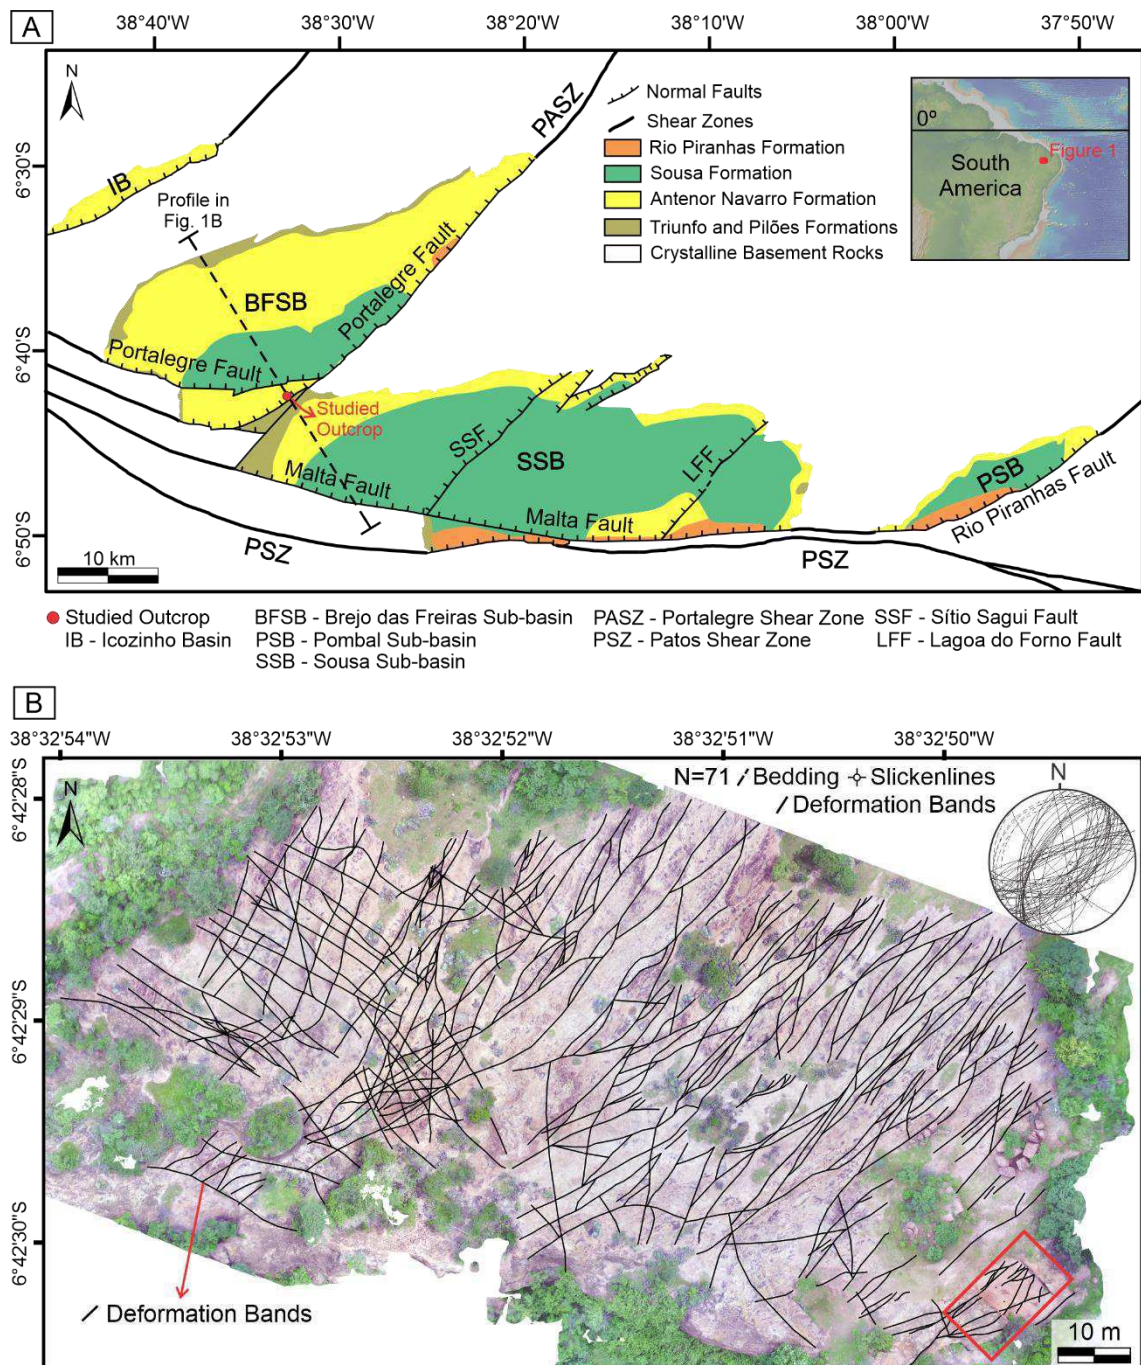 A
38°40'W 38°30'W 38°20'W 38°10'W 38°00'W 37°50'W
N
6°30'S
6°40'S
6°50'S
Normal Faults
Shear Zones
Rio Piranhas Formation
Sousa Formation
Antenor Navarro Formation
Triunfo and Pilões Formations
Crystalline Basement Rocks
0º
Figure 1
South
America
PASZ
IB
Profile in
Fig. 1B
BFSB
Portalegre Fault
Portalegre Fault
Studied
Outcrop
SSF
SSB
LFF
Malta Fault
Malta Fault
PSB
Rio Piranhas Fault
PSZ
PSZ
10 km
Studied Outcrop
BFSB - Brejo das Freiras Sub-basin
PASZ - Portalegre Shear Zone
SSF - Sítio Sagui Fault
IB - Icozinho Basin
PSB - Pombal Sub-basin
PSZ - Patos Shear Zone
LFF - Lagoa do Forno Fault
SSB - Sousa Sub-basin
B
38°32'54"W 38°32'53"W 38°32'52"W 38°32'51"W 38°32'50"W
N
6°42'28"S
6°42'29"S
6°42'30"S
N=71 Bedding Slickenlines
Deformation Bands
N
Deformation Bands
10 m